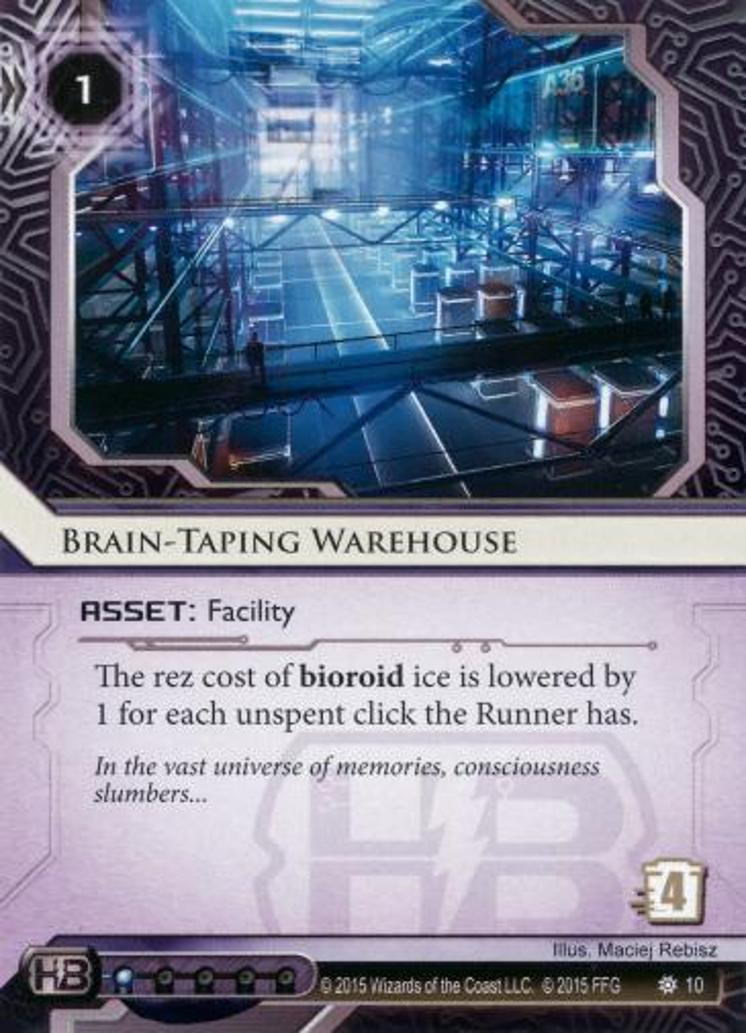 1
A36
BRAIN-TAPING WAREHOUSE
ASSET: Facility
The rez cost of bioroid ice is lowered by
1 for each unspent click the Runner has.
In the vast universe of memories, consciousness
slumbers...
4
Illus. Maciej Rebisz
HB
© 2015 Wizards of the Coast LLC. © 2015 FFG
10